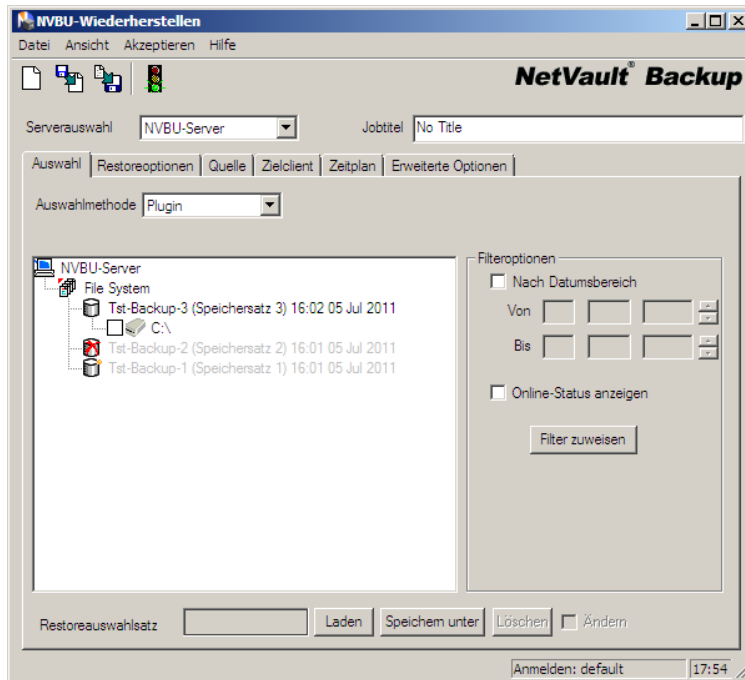 NVBU-Wiederherstellen
Datei Ansicht Akzeptieren Hilfe
NetVault® Backup
Serverauswahl NVBU-Server Jobtitel No Title
Auswahl Restoreoptionen Quelle Zielclient Zeitplan Erweiterte Optionen
Auswahlmethode Plugin
NVBU-Server
File System
Tst-Backup-3 (Speichersatz 3) 16:02 05 Jul 2011
C:\
Tst-Backup-2 (Speichersatz 2) 16:01 05 Jul 2011
Tst-Backup-1 (Speichersatz 1) 16:01 05 Jul 2011
Filteroptionen
Nach Datumsbereich
Von
Bis
Online-Status anzeigen
Filter zuweisen
Restoreauswahlsatz Laden Speichern unter Löschen Ändern
Anmelden: default 17:54